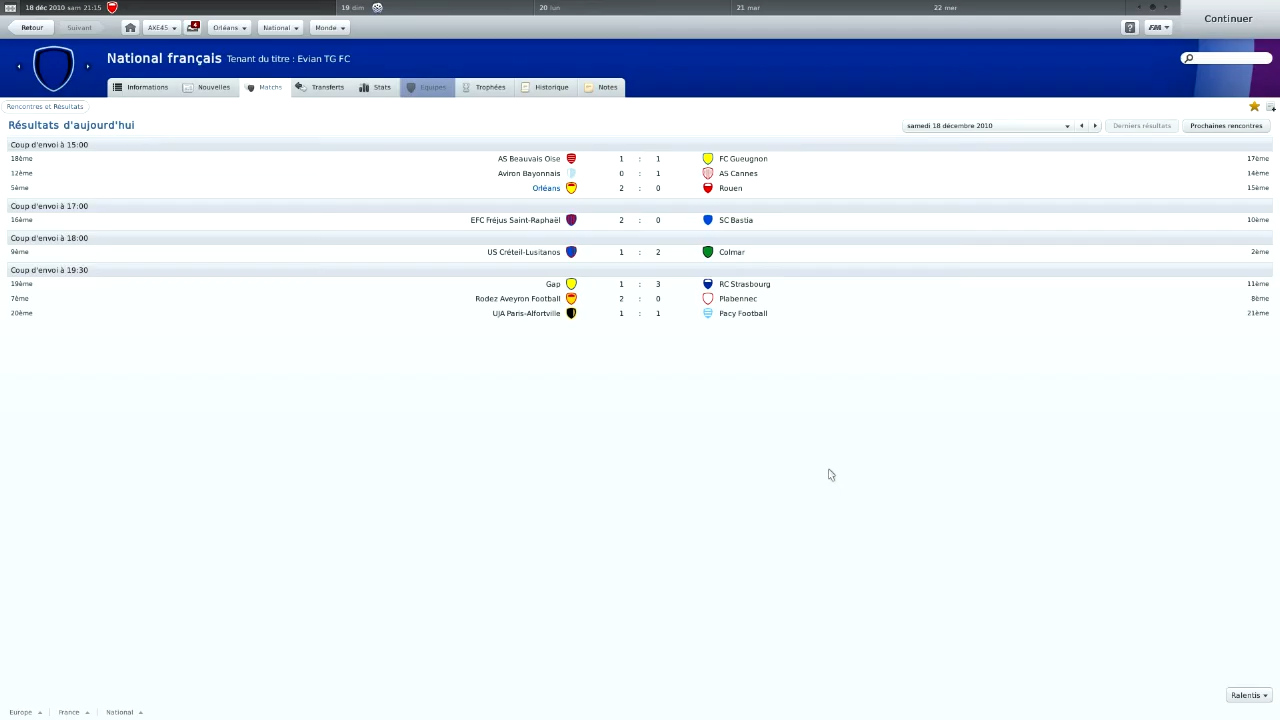 18 déc 2010 sam 21:15 19 dim 20 lun 21 mar 22 mer
Continuer
Retour Suivant AXE45 4 Orléans National Monde ? FM
National français Tenant du titre : Evian TG FC
Informations Nouvelles Matchs Transferts Stats Equipes Trophées Historique Notes
Rencontres et Résultats
Résultats d'aujourd'hui samedi 18 décembre 2010 Derniers résultats Prochaines rencontres
Coup d'envoi à 15:00
18ème AS Beauvais Oise 1 : 1 FC Gueugnon 17ème
12ème Aviron Bayonnais 0 : 1 AS Cannes 14ème
5ème Orléans 2 : 0 Rouen 15ème
Coup d'envoi à 17:00
16ème EFC Fréjus Saint-Raphaël 2 : 0 SC Bastia 10ème
Coup d'envoi à 18:00
9ème US Créteil-Lusitanos 1 : 2 Colmar 2ème
Coup d'envoi à 19:30
19ème Gap 1 : 3 RC Strasbourg 11ème
7ème Rodez Aveyron Football 2 : 0 Plabennec 8ème
20ème UJA Paris-Alfortville 1 : 1 Pacy Football 21ème
Ralentis
Europe France National